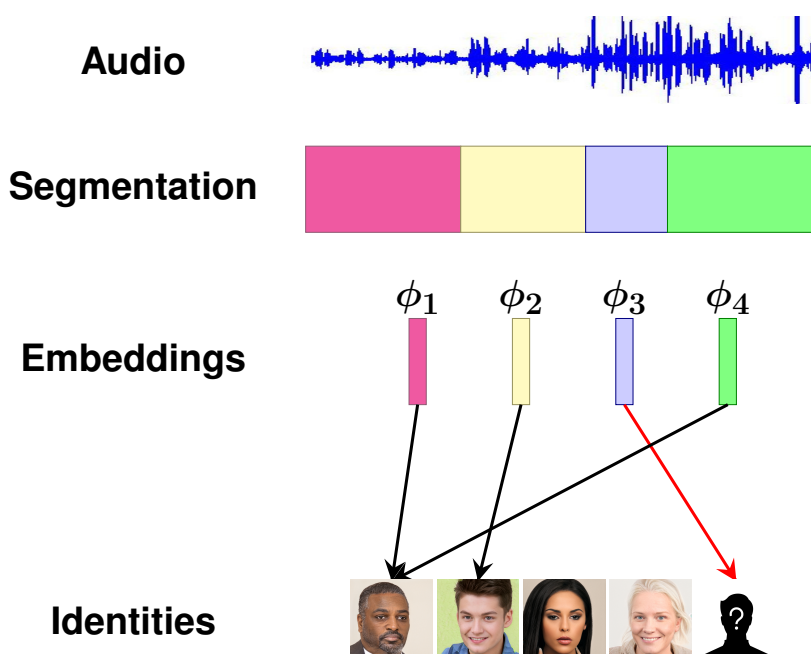 Audio
Segmentation
ϕ1 ϕ2 ϕ3 ϕ4
Embeddings
Identities
?